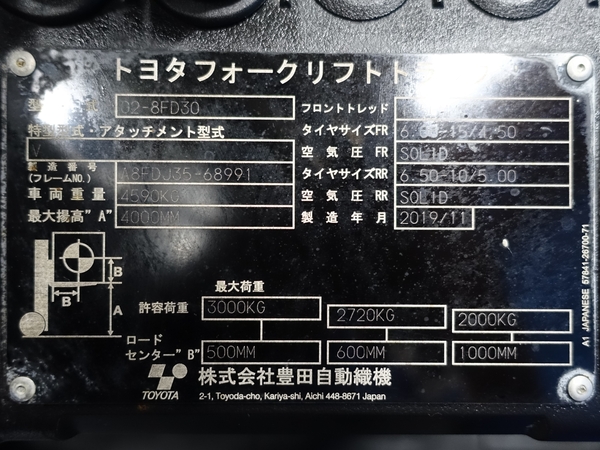 トヨタフォークリフト
型 02-8FD30
フロントトレッド
特型型式・アタッチメント型式
V
タイヤサイズFR
空気圧FR SOLID
製造番号
(フレームNO.) A8FDJ35-68991
タイヤサイズRR 6.50-10/5.00
車両重量 4590KG
空気圧RR SOLID
最大揚高"A" 4000MM
製造年月 2019/11
B
B
A
最大荷重
許容荷重 3000KG 2720KG 2000KG
ロード
センター"B" 500MM 600MM 1000MM
TOYOTA
株式会社豊田自動織機
2-1, Toyoda-cho, Kariya-shi, Aichi 448-8671 Japan
A1 JAPANESE 57641-26700-71